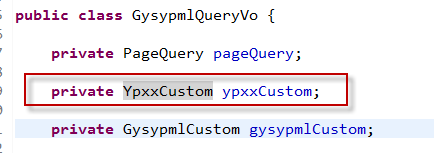 public class GysypmlQueryVo {
private PageQuery pageQuery;
private YpxxCustom ypxxCustom;
private GysypmlCustom gysypmlCustom;